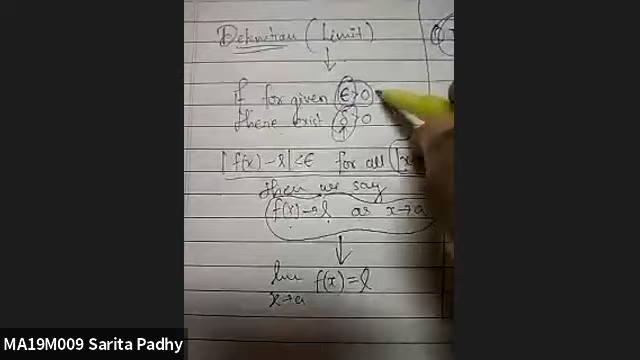 Definition (Limit)
If for given ε>0
there exist δ>0
|f(x)-l|<ε for all |x-
then we say
f(x)→l as x→a
lim f(x)=l
x→a
MA19M009 Sarita Padhy